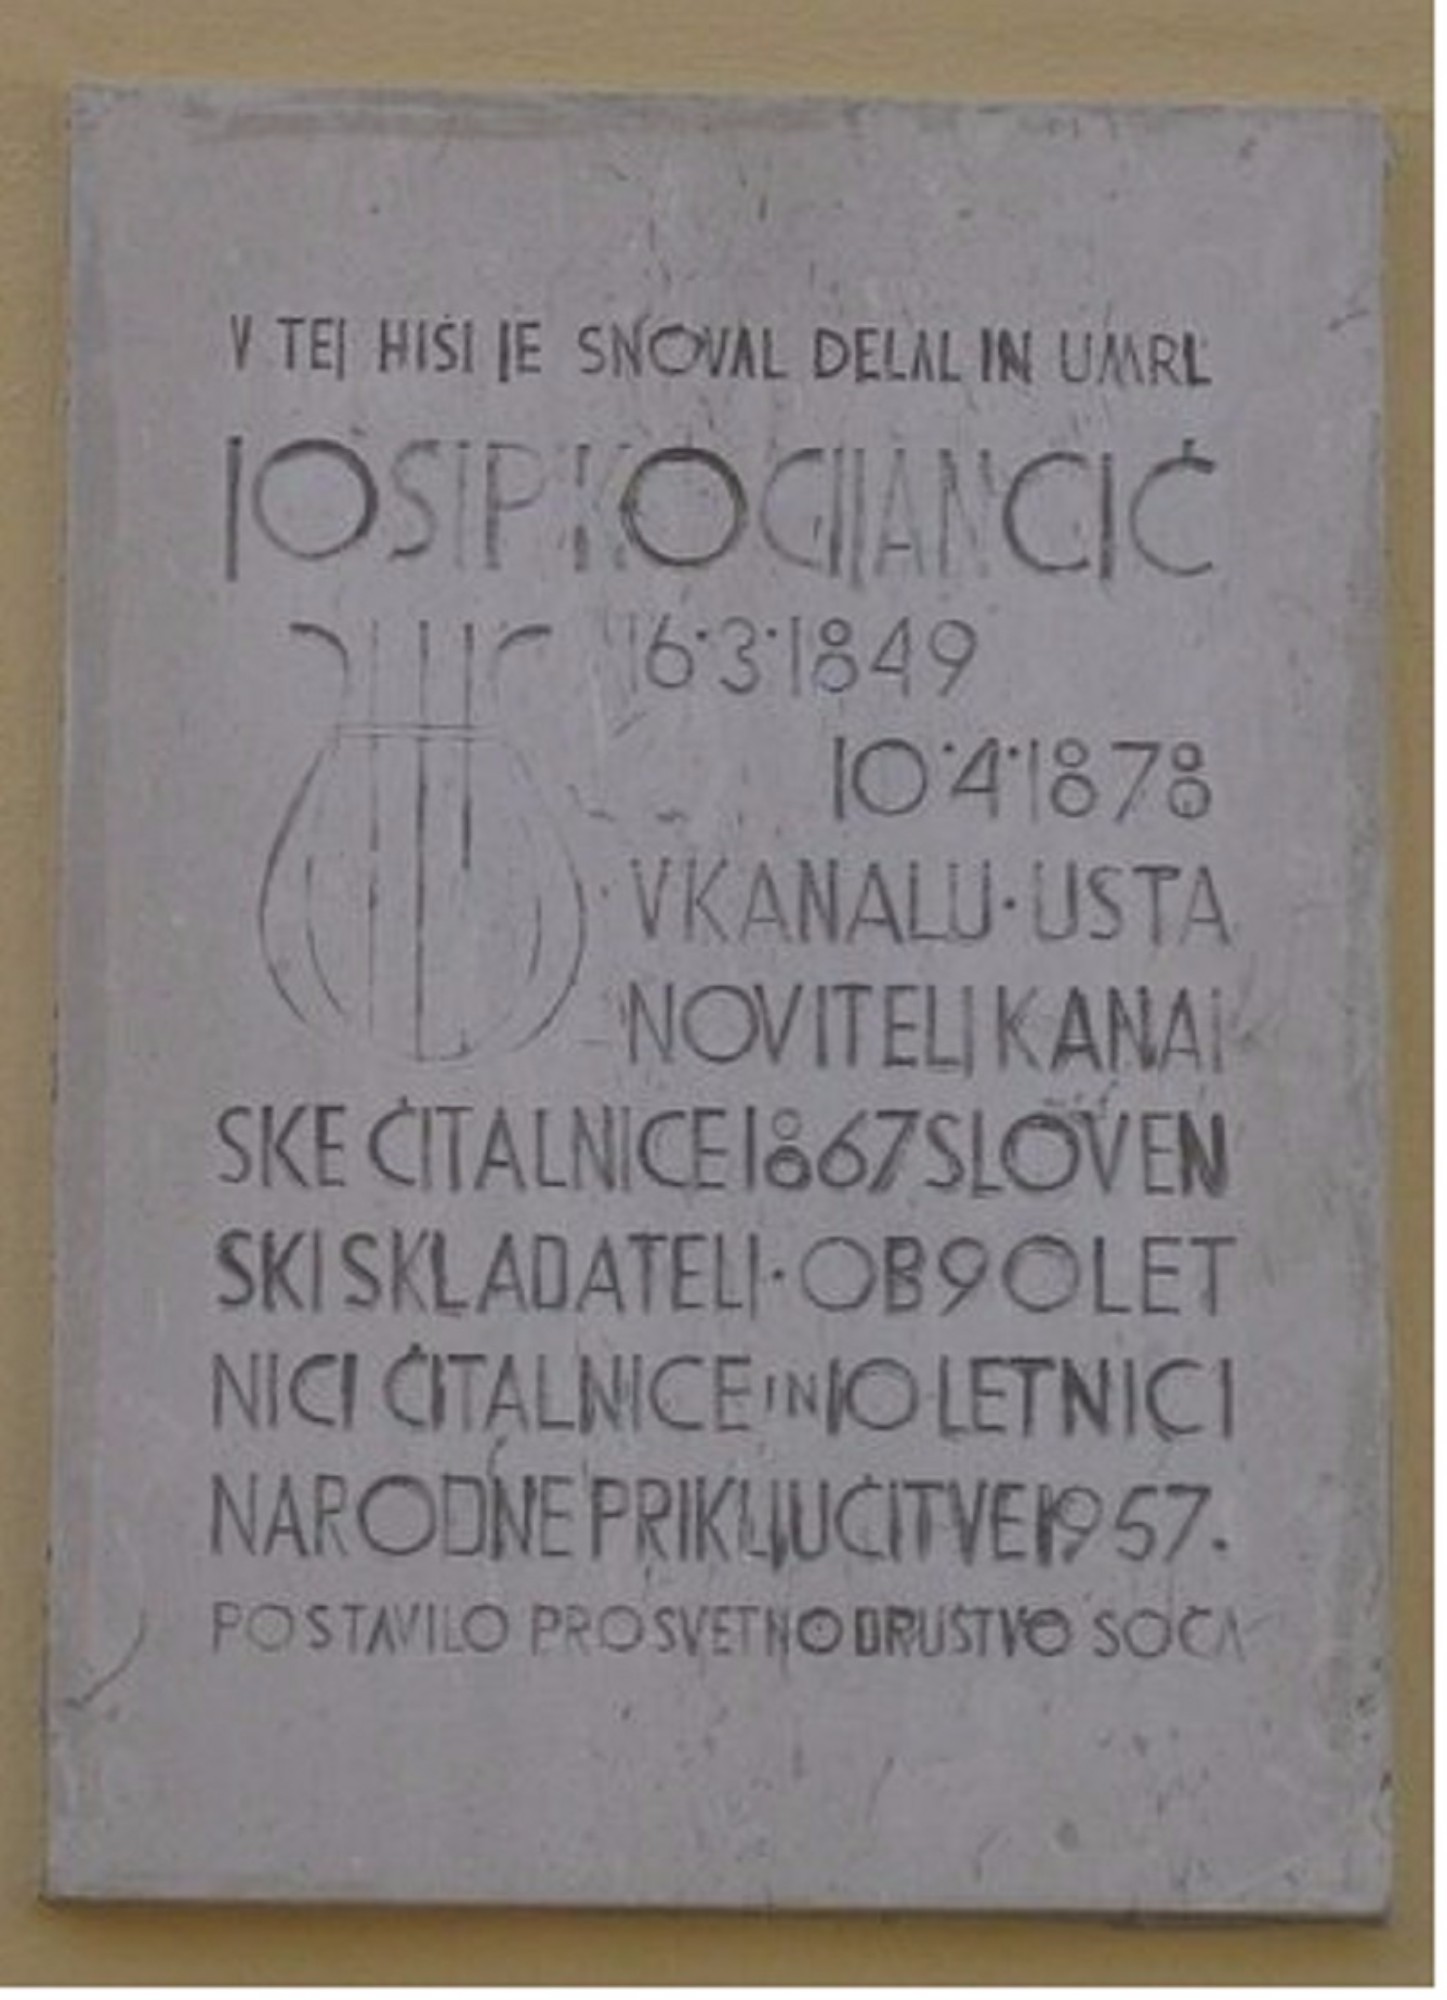 V TEJ HIŠI JE SNOVAL DELAL IN UMRL
JOSIP KOCIJANČIČ
16·3·1849
10·4·1878
V KANALU·USTA
NOVITELJ KANAL
SKE ČITALNICE 1867 SLOVEN
SKI SKLADATELJ·OB 90 LET
NICI ČITALNICE IN 10 LETNICI
NARODNE PRIKLJUČITVE 1957.
POSTAVILO PROSVETNO DRUŠTVO SOČA